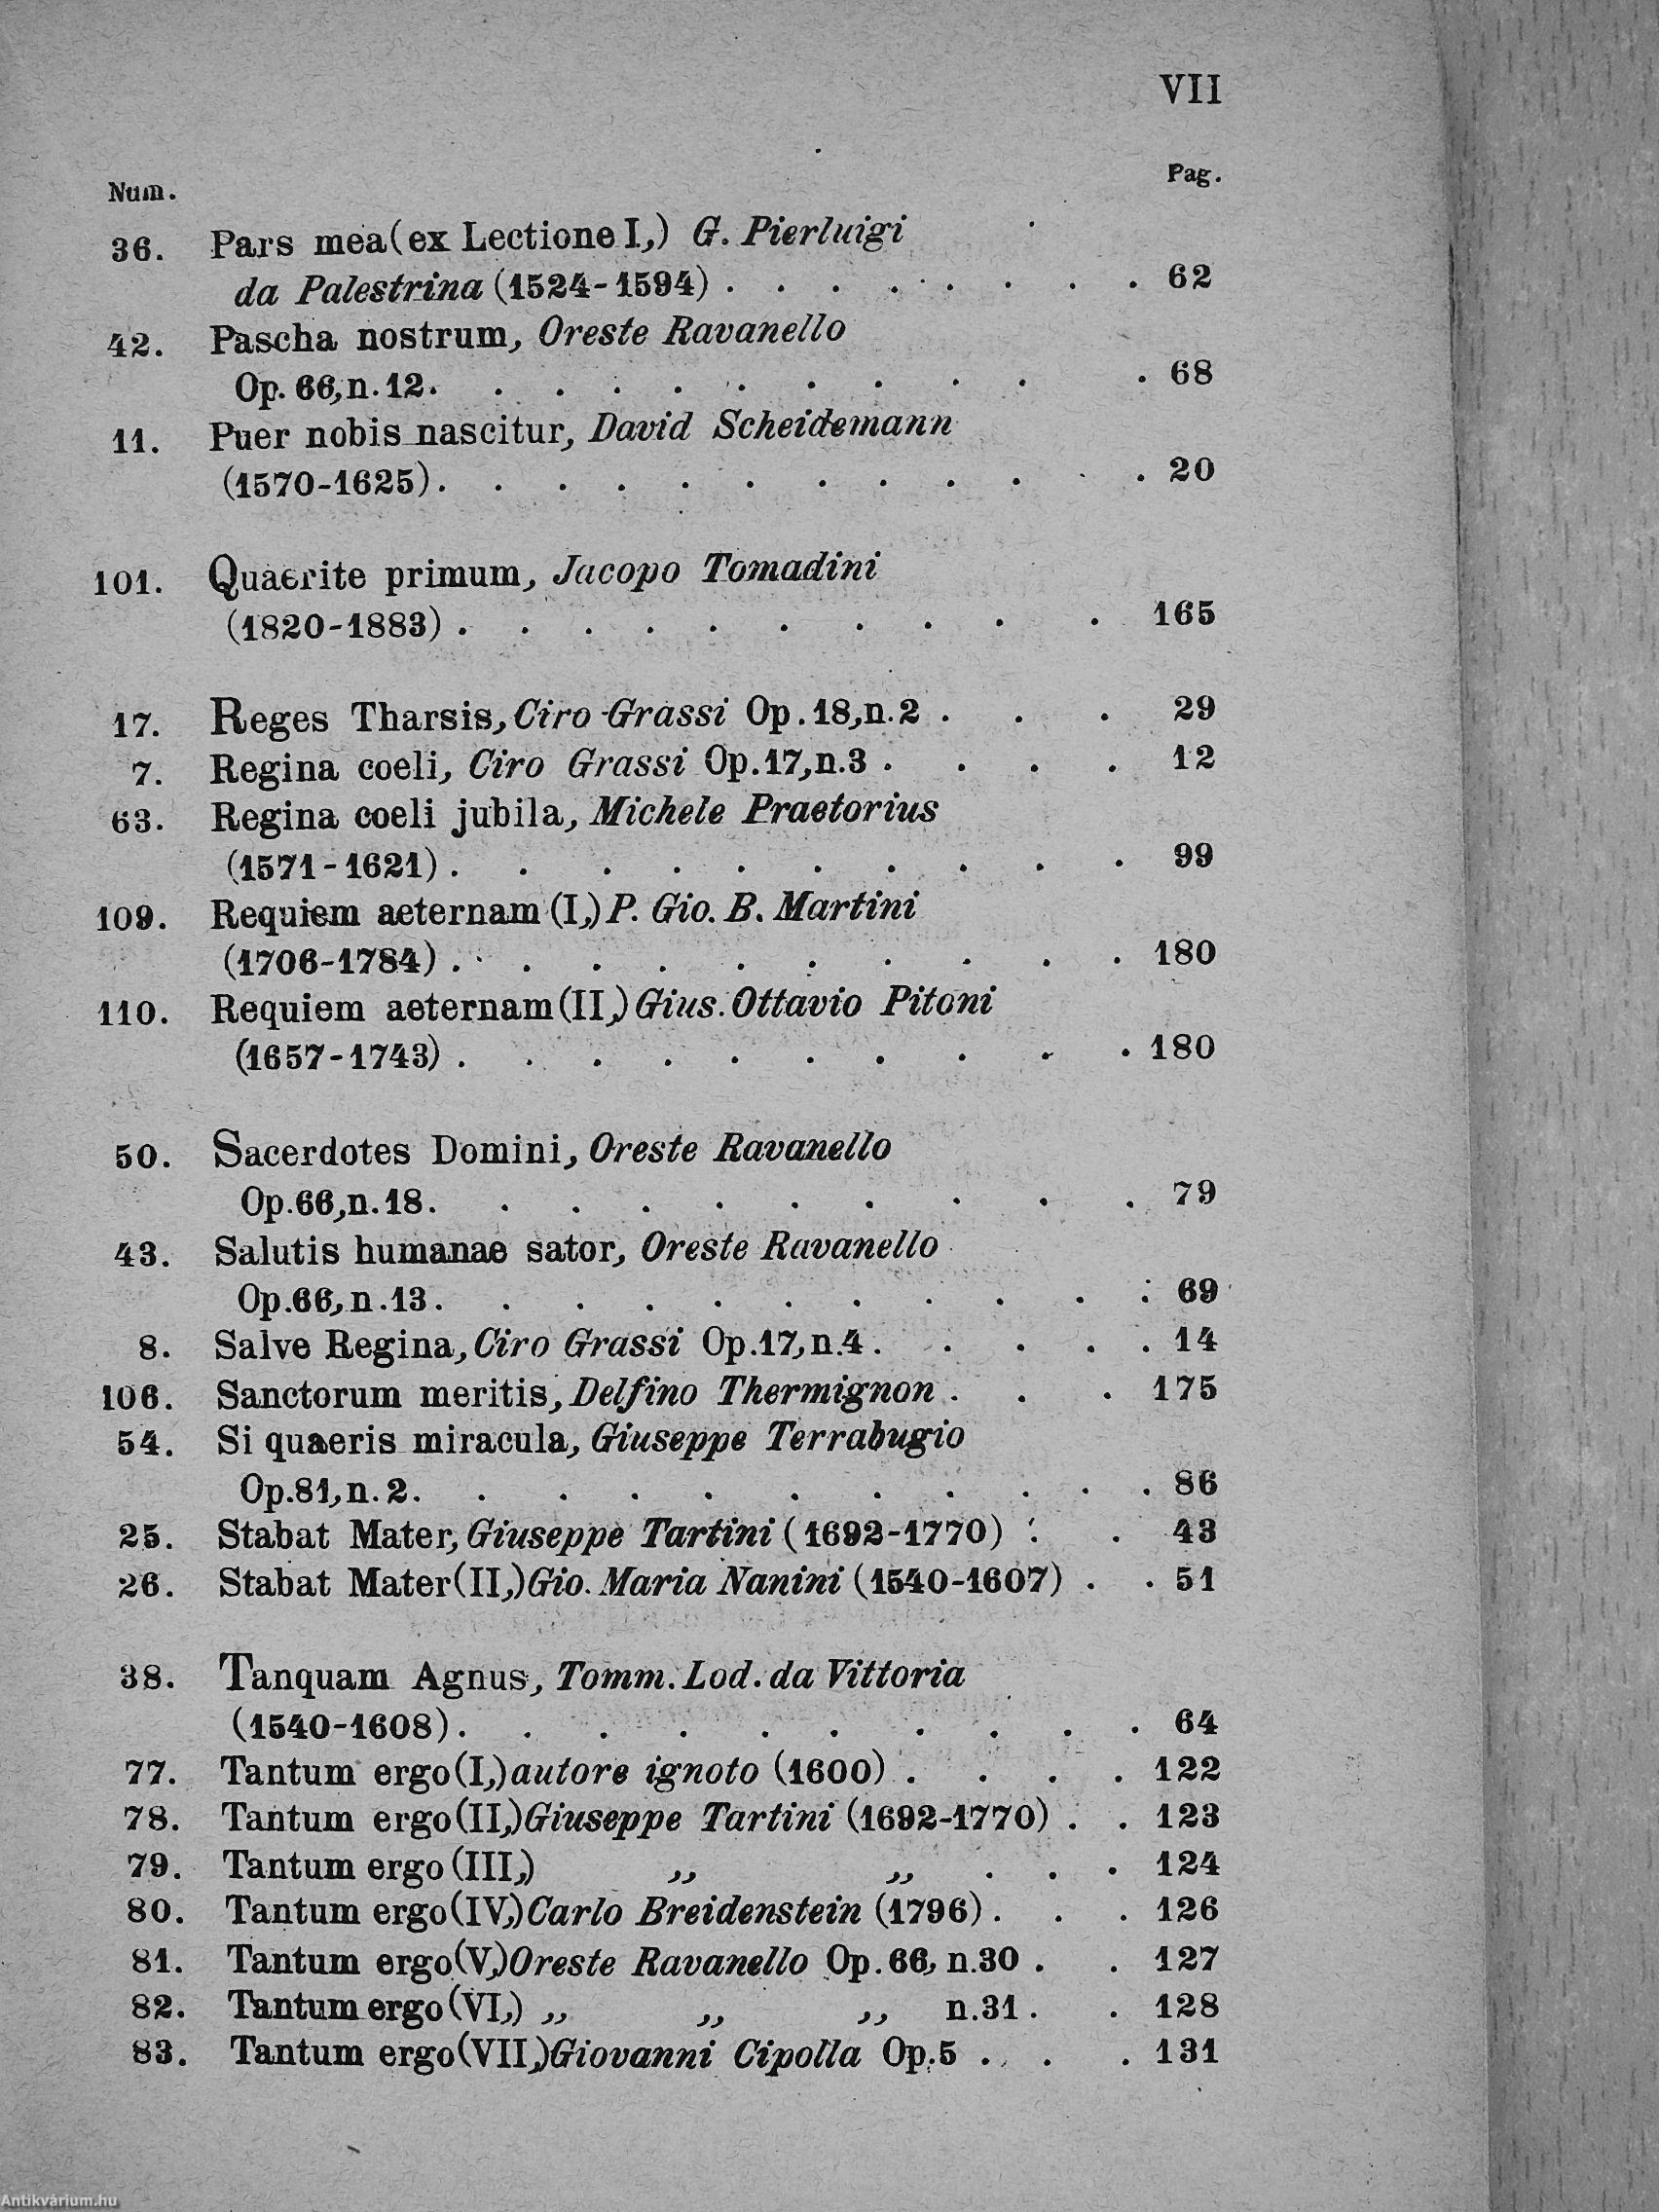 VII
Num. Pag.
36. Pars mea (ex Lectione I,) G. Pierluigi
da Palestrina (1524-1594) . . . . . . . . 62
42. Pascha nostrum, Oreste Ravanello
Op. 66, n. 12. . . . . . . . . . . 68
11. Puer nobis nascitur, David Scheidemann
(1570-1625). . . . . . . . . . . 20
101. Quaerite primum, Jacopo Tomadini
(1820-1883) . . . . . . . . . . 165
17. Reges Tharsis, Ciro Grassi Op. 18, n. 2 . . . 29
7. Regina coeli, Ciro Grassi Op. 17, n. 3 . . . . 12
63. Regina coeli jubila, Michele Praetorius
(1571-1621) . . . . . . . . . . 99
109. Requiem aeternam (I,) P. Gio. B. Martini
(1706-1784) . . . . . . . . . . 180
110. Requiem aeternam (II,) Gius. Ottavio Pitoni
(1657-1743) . . . . . . . . . . 180
50. Sacerdotes Domini, Oreste Ravanello
Op. 66, n. 18. . . . . . . . . . 79
43. Salutis humanae sator, Oreste Ravanello
Op. 66, n. 13. . . . . . . . . . . 69
8. Salve Regina, Ciro Grassi Op. 17, n. 4 . . . . . 14
106. Sanctorum meritis, Delfino Thermignon . . . 175
54. Si quaeris miracula, Giuseppe Terrabugio
Op. 81, n. 2. . . . . . . . . . . 86
25. Stabat Mater, Giuseppe Tartini (1692-1770) . . 43
26. Stabat Mater (II,) Gio. Maria Nanini (1540-1607) . . 51
38. Tanquam Agnus, Tomm. Lod. da Vittoria
(1540-1608). . . . . . . . . . 64
77. Tantum ergo (I,) autore ignoto (1600) . . . . 122
78. Tantum ergo (II,) Giuseppe Tartini (1692-1770) . . 123
79. Tantum ergo (III,) „ „ . . . 124
80. Tantum ergo (IV,) Carlo Breidenstein (1796) . . . 126
81. Tantum ergo (V,) Oreste Ravanello Op. 66, n. 30 . . 127
82. Tantum ergo (VI,) „ „ „ n. 31 . . 128
83. Tantum ergo (VII,) Giovanni Cipolla Op. 5 . . . 131
Antikvárium.hu